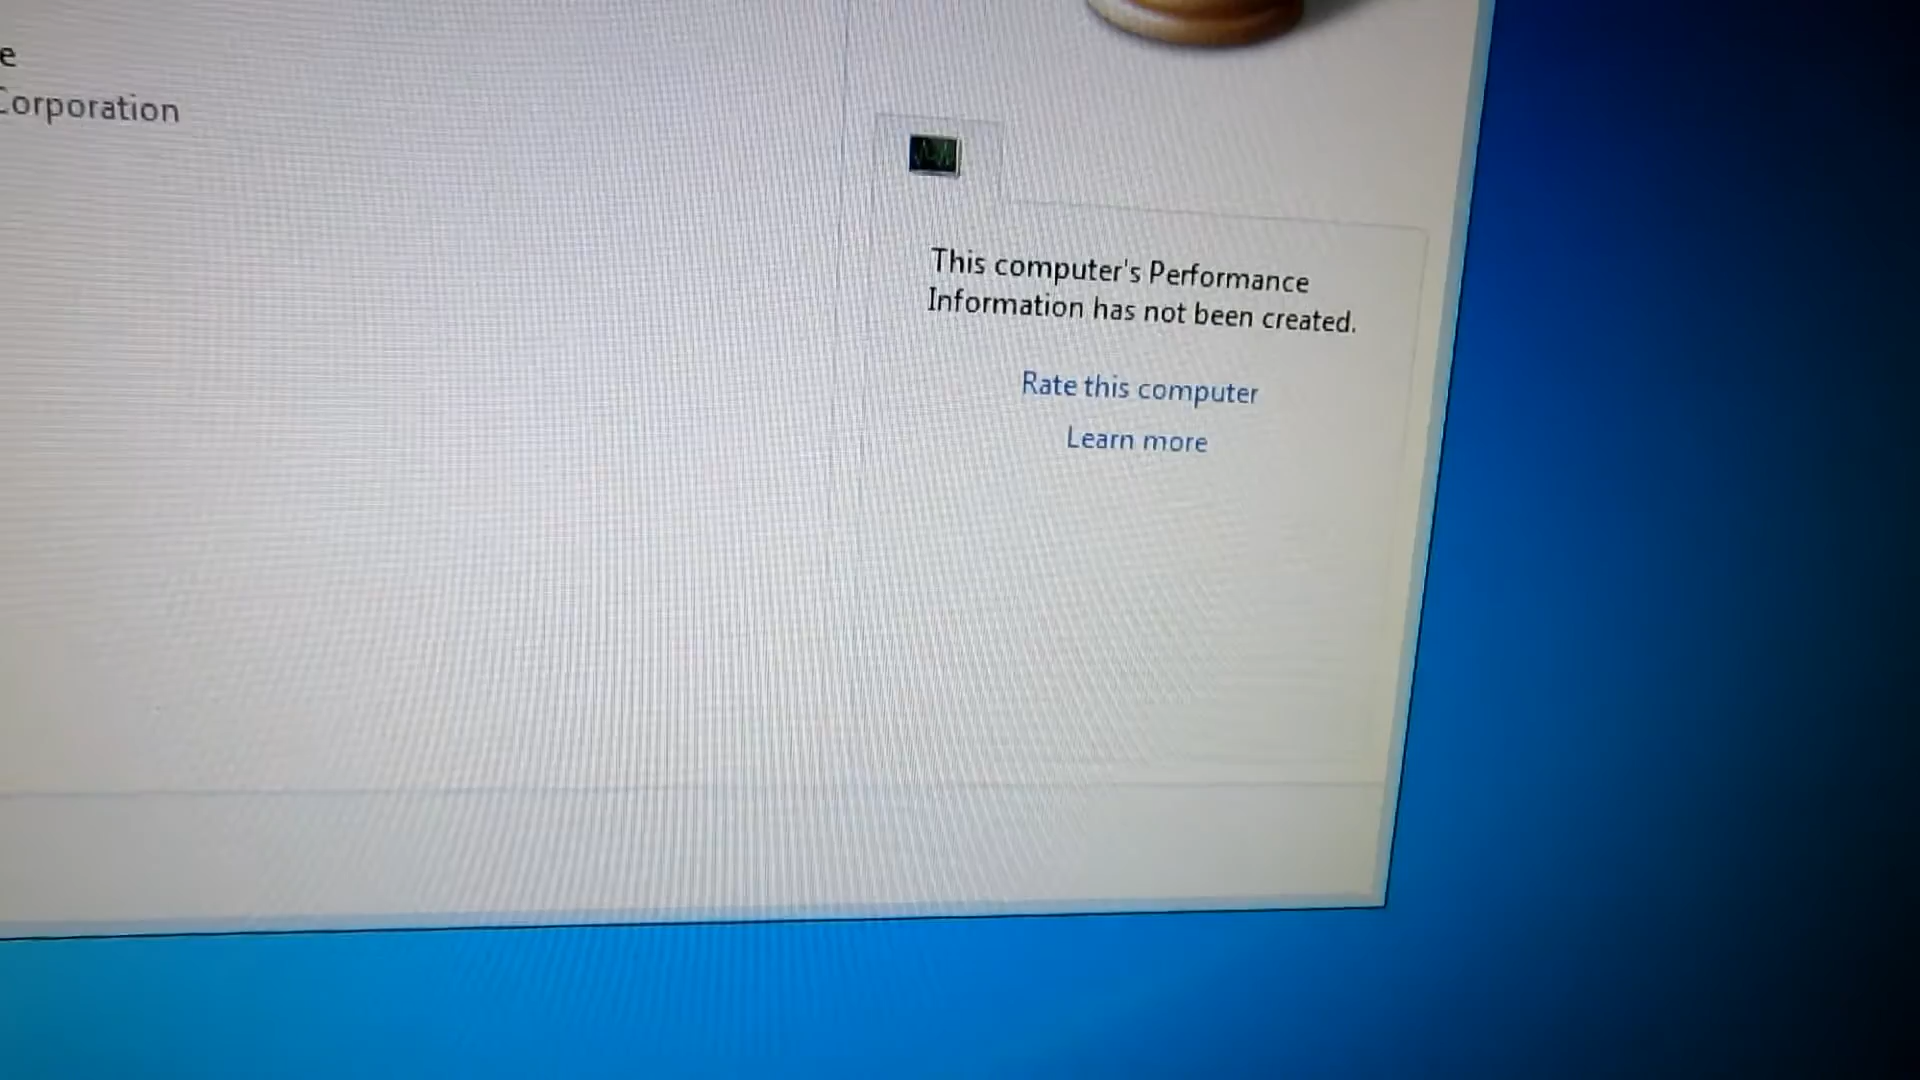 e
Corporation
This computer's Performance
Information has not been created.
Rate this computer
Learn more